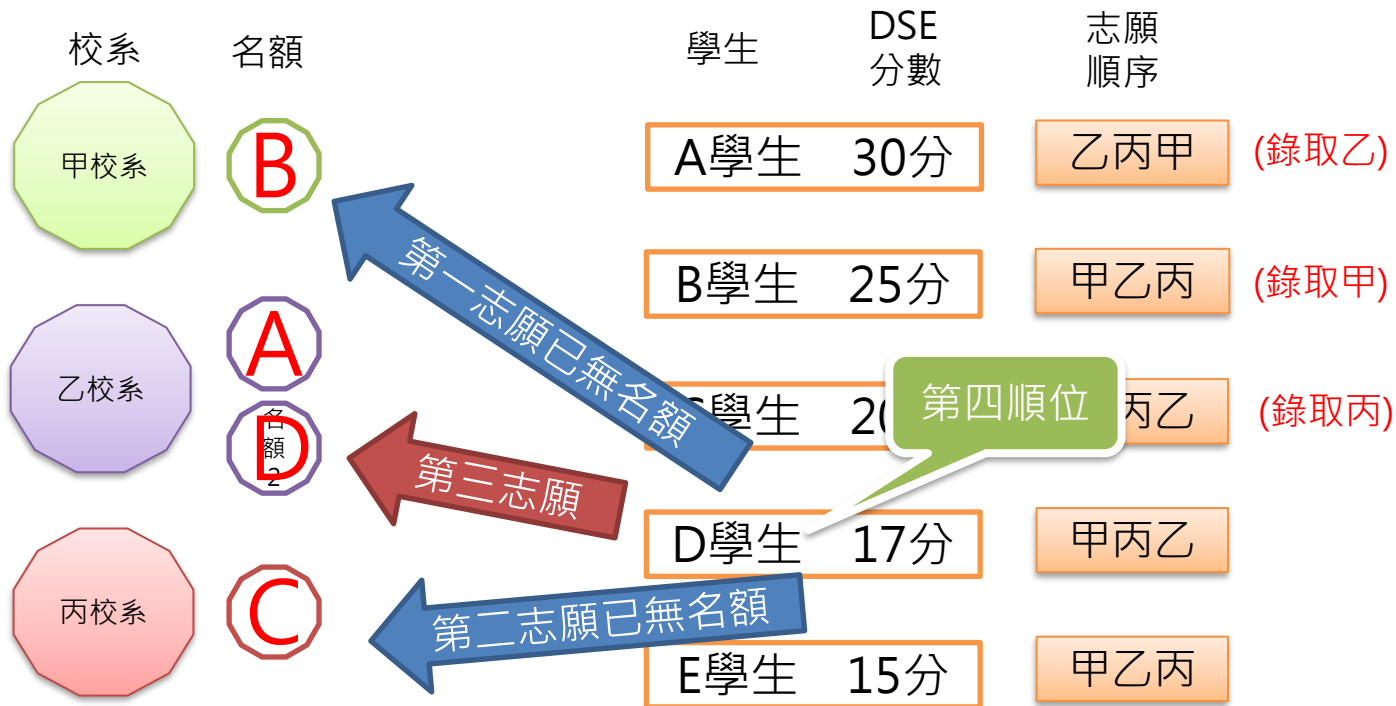 校系
名額
學生
DSE
分數
志願
順序
甲校系
B
A學生 30分
乙丙甲
(錄取乙)
第一志願已無名額
B學生 25分
甲乙丙
(錄取甲)
乙校系
A
第四順位
學生 2
丙乙
(錄取丙)
名
額
2
D
第三志願
D學生 17分
甲丙乙
丙校系
C
第二志願已無名額
E學生 15分
甲乙丙